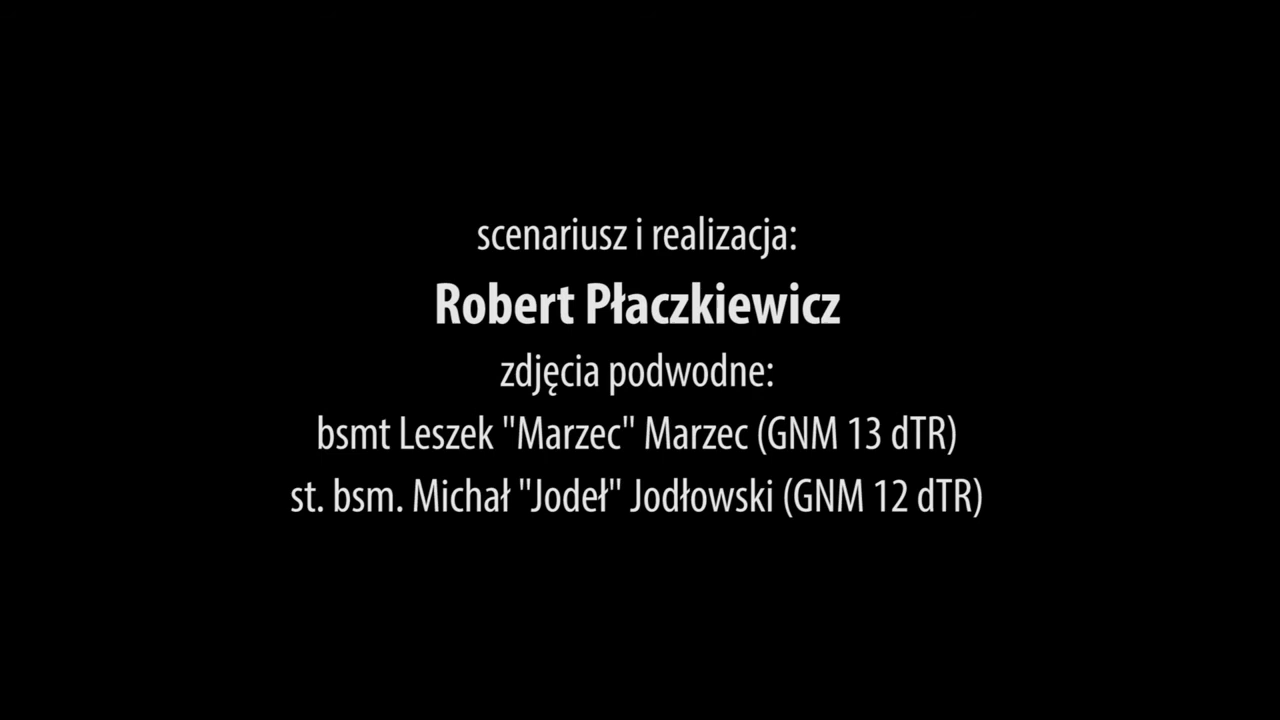 scenariusz i realizacja:
Robert Płaczkiewicz
zdjęcia podwodne:
bsmt Leszek "Marzec" Marzec (GNM 13 dTR)
st. bsm. Michał "Jodeł" Jodłowski (GNM 12 dTR)